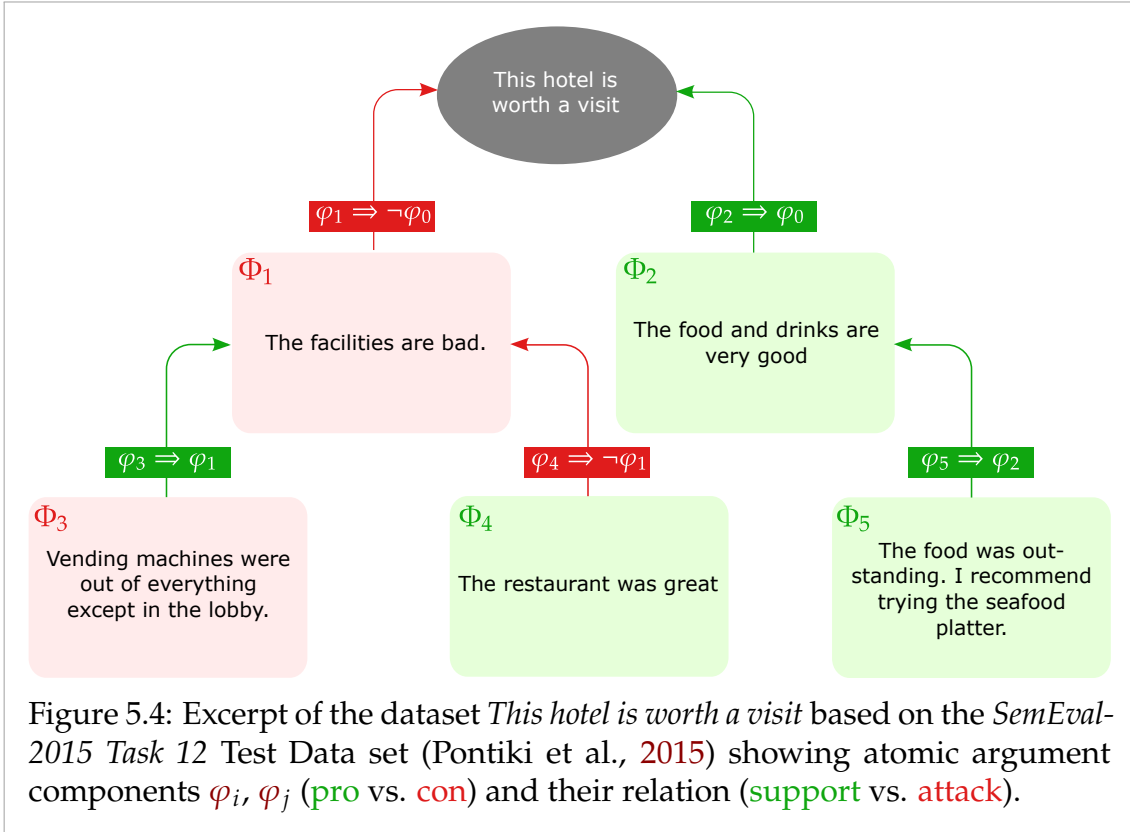 This hotel is
worth a visit
φ₁ ⇒ ¬φ₀
φ₂ ⇒ φ₀
Φ₁
The facilities are bad.
Φ₂
The food and drinks are
very good
φ₃ ⇒ φ₁
φ₄ ⇒ ¬φ₁
φ₅ ⇒ φ₂
Φ₃
Vending machines were
out of everything
except in the lobby.
Φ₄
The restaurant was great
Φ₅
The food was out-
standing. I recommend
trying the seafood
platter.
Figure 5.4: Excerpt of the dataset This hotel is worth a visit based on the SemEval-
2015 Task 12 Test Data set (Pontiki et al., 2015) showing atomic argument
components φᵢ, φⱼ (pro vs. con) and their relation (support vs. attack).